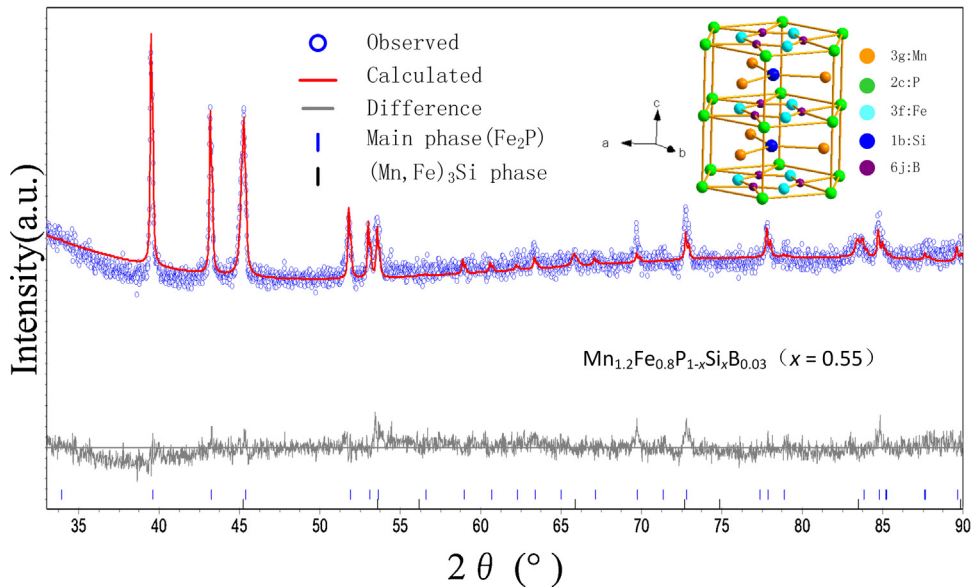 Observed
Calculated
Difference
Main phase(Fe₂P)
(Mn,Fe)₃Si phase
c
a
b
3g:Mn
2c:P
3f:Fe
1b:Si
6j:B
Intensity(a.u.)
Mn₁.₂Fe₀.₈P₁₋ₓSiₓB₀.₀₃（x = 0.55）
35 40 45 50 55 60 65 70 75 80 85 90
2 θ (°)